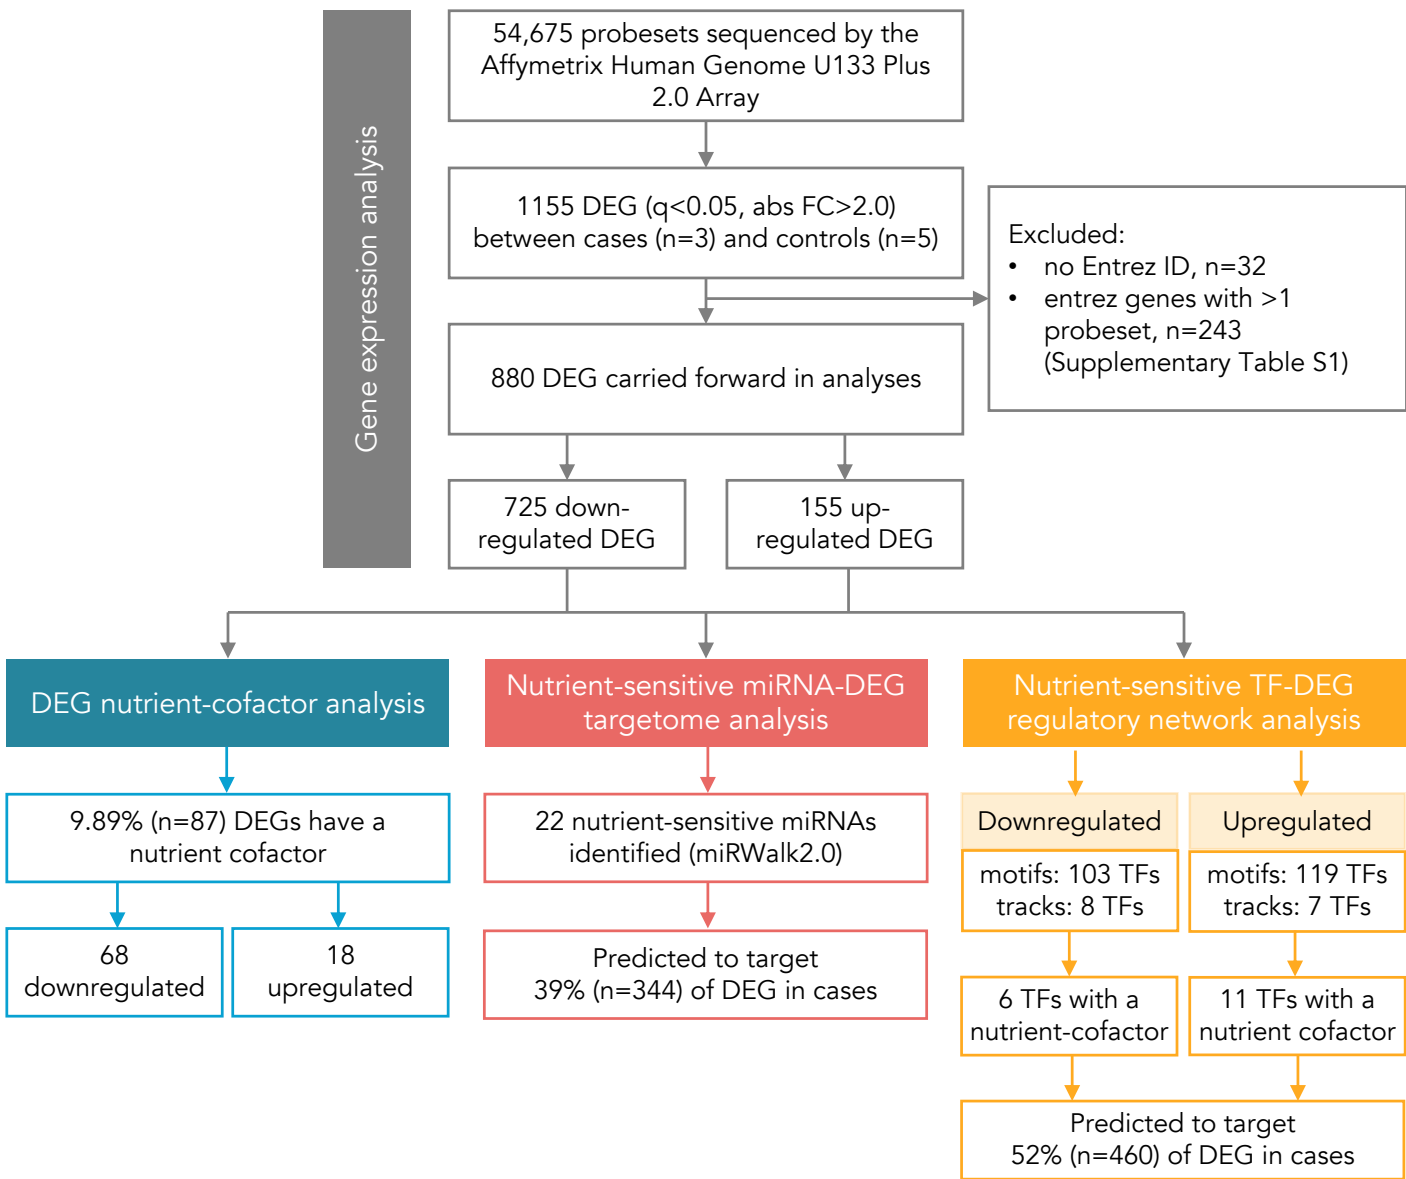 Gene expression analysis
54,675 probesets sequenced by the
Affymetrix Human Genome U133 Plus
2.0 Array
1155 DEG (q<0.05, abs FC>2.0)
between cases (n=3) and controls (n=5)
Excluded:
• no Entrez ID, n=32
• entrez genes with >1
probeset, n=243
(Supplementary Table S1)
880 DEG carried forward in analyses
725 down-
regulated DEG
155 up-
regulated DEG
DEG nutrient-cofactor analysis
9.89% (n=87) DEGs have a
nutrient cofactor
68
downregulated
18
upregulated
Nutrient-sensitive miRNA-DEG
targetome analysis
22 nutrient-sensitive miRNAs
identified (miRWalk2.0)
Predicted to target
39% (n=344) of DEG in cases
Nutrient-sensitive TF-DEG
regulatory network analysis
Downregulated
motifs: 103 TFs
tracks: 8 TFs
6 TFs with a
nutrient-cofactor
Upregulated
motifs: 119 TFs
tracks: 7 TFs
11 TFs with a
nutrient cofactor
Predicted to target
52% (n=460) of DEG in cases